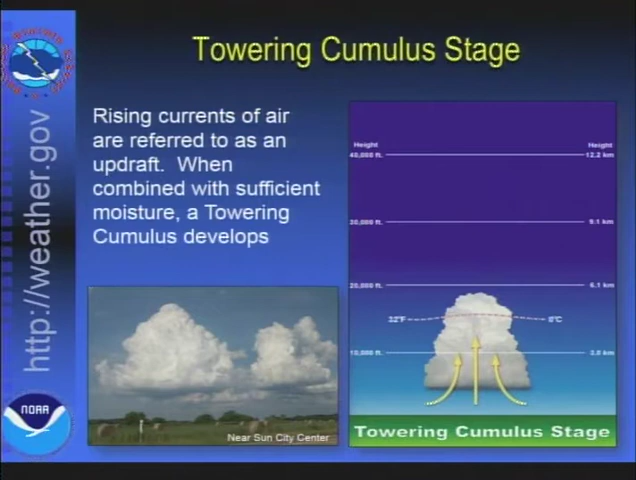 Towering Cumulus Stage
http://weather.gov
Rising currents of air
are referred to as an
updraft. When
combined with sufficient
moisture, a Towering
Cumulus develops
Height
Height
40,000 ft.
12.2 km
30,000 ft.
9.1 km
20,000 ft.
6.1 km
32°F
0°C
10,000 ft.
3.0 km
Near Sun City Center
Towering Cumulus Stage
NOAA